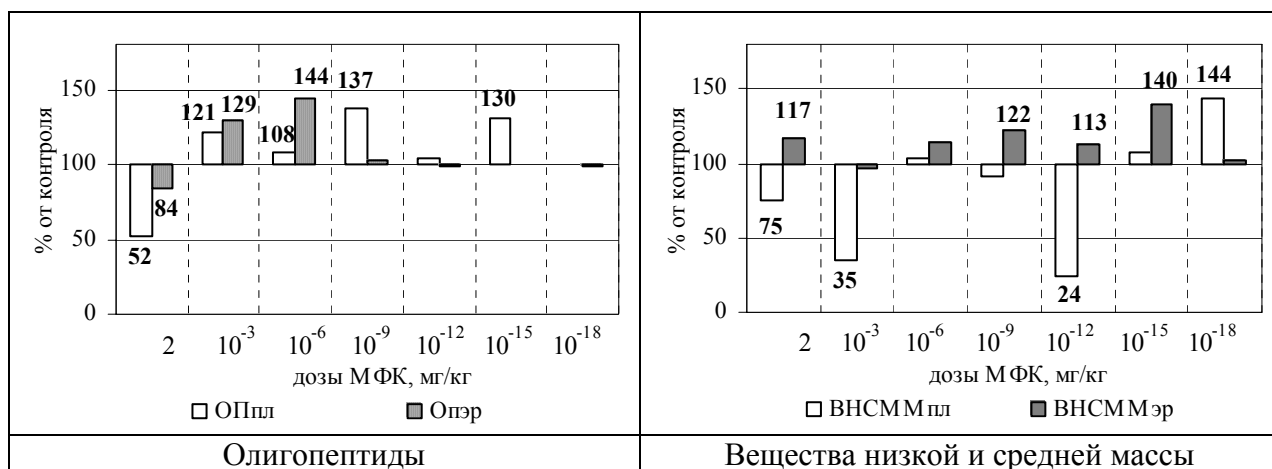 % от контроля
150
100
50
0
52
84
121
129
108
144
137
130
2 10⁻³ 10⁻⁶ 10⁻⁹ 10⁻¹² 10⁻¹⁵ 10⁻¹⁸
дозы МФК, мг/кг
ОПпл Опэр
Олигопептиды
% от контроля
150
100
50
0
75
117
35
122
24
113
140
144
2 10⁻³ 10⁻⁶ 10⁻⁹ 10⁻¹² 10⁻¹⁵ 10⁻¹⁸
дозы МФК, мг/кг
ВНСММпл ВНСММэр
Вещества низкой и средней массы